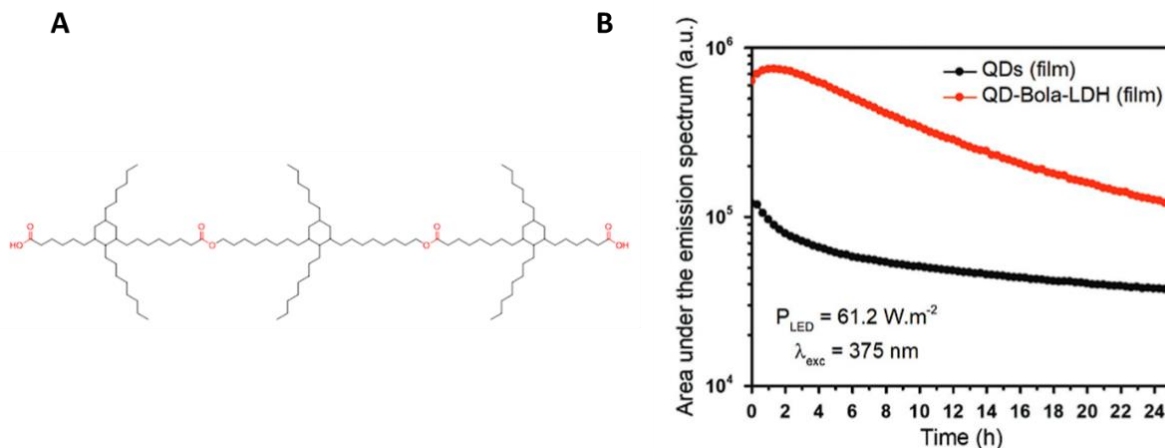 A
B
HO
O
O
O
O
O
OH
O
Area under the emission spectrum (a.u.)
10⁶
10⁵
10⁴
QDs (film)
QD-Bola-LDH (film)
P_LED = 61.2 W.m⁻²
λ_exc = 375 nm
0 2 4 6 8 10 12 14 16 18 20 22 24
Time (h)